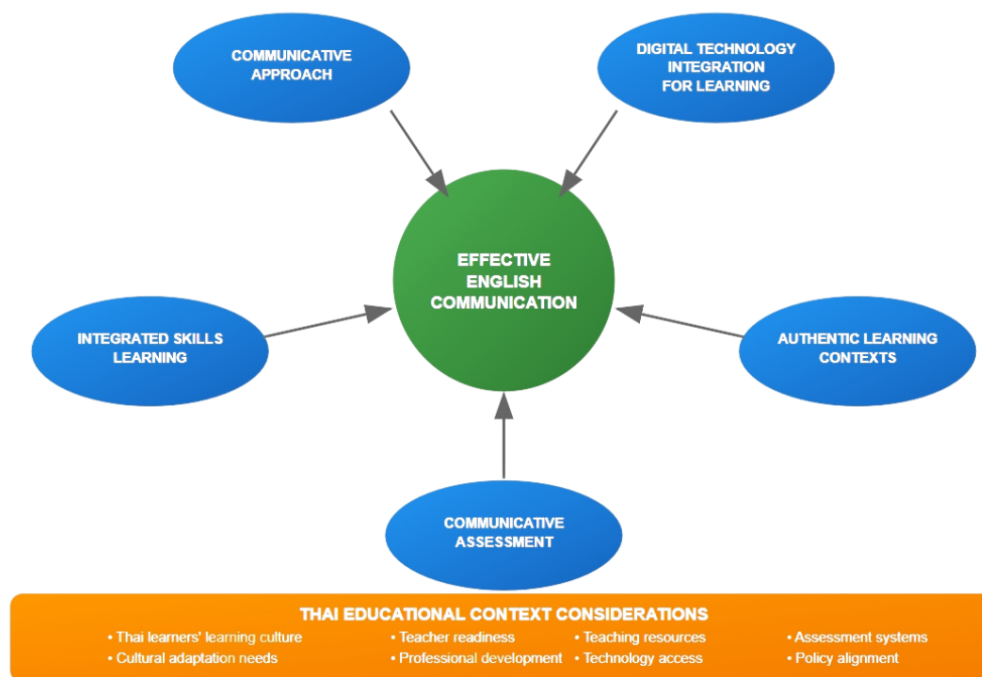 COMMUNICATIVE
APPROACH
DIGITAL TECHNOLOGY
INTEGRATION
FOR LEARNING
EFFECTIVE
ENGLISH
COMMUNICATION
INTEGRATED SKILLS
LEARNING
AUTHENTIC LEARNING
CONTEXTS
COMMUNICATIVE
ASSESSMENT
THAI EDUCATIONAL CONTEXT CONSIDERATIONS
• Thai learners' learning culture
• Cultural adaptation needs
• Teacher readiness
• Professional development
• Teaching resources
• Technology access
• Assessment systems
• Policy alignment